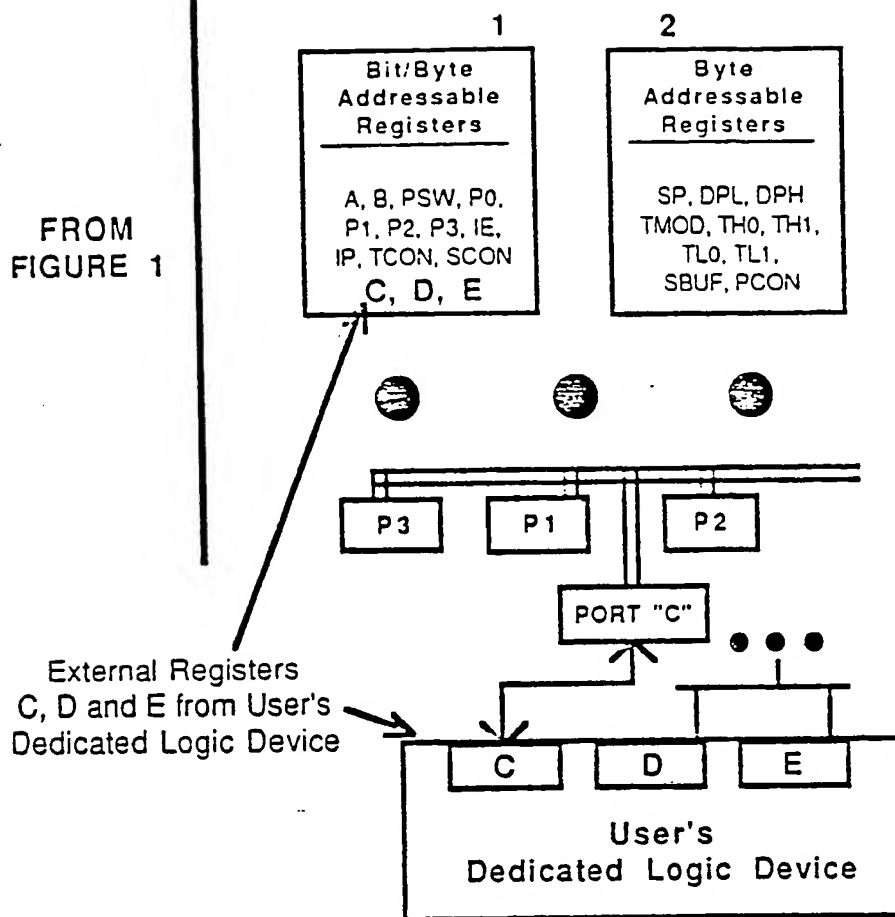 1
2
Bit/Byte
Addressable
Registers
A, B, PSW, P0,
P1, P2, P3, IE,
IP, TCON, SCON
C, D, E
Byte
Addressable
Registers
SP, DPL, DPH
TMOD, TH0, TH1,
TL0, TL1,
SBUF, PCON
FROM
FIGURE 1
P3
P1
P2
PORT "C"
External Registers
C, D and E from User's
Dedicated Logic Device
C
D
E
User's
Dedicated Logic Device